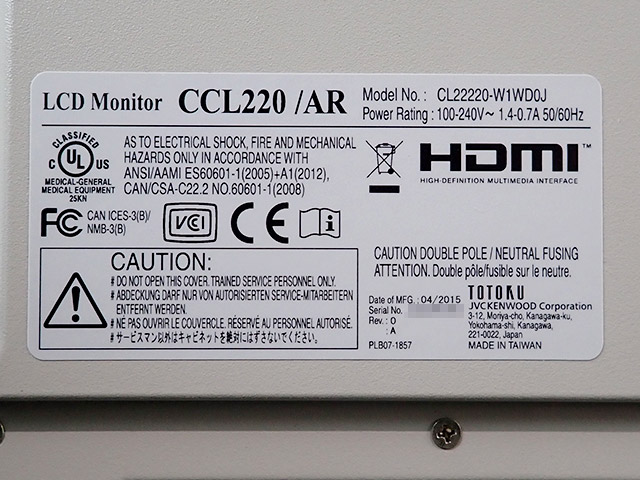 LCD Monitor CCL220 /AR
Model No. : CL22220-W1WD0J
Power Rating : 100-240V~ 1.4-0.7A 50/60Hz
CLASSIFIED
C UL US
MEDICAL-GENERAL
MEDICAL EQUIPMENT
25KN
AS TO ELECTRICAL SHOCK, FIRE AND MECHANICAL
HAZARDS ONLY IN ACCORDANCE WITH
ANSI/AAMI ES60601-1(2005)+A1(2012),
CAN/CSA-C22.2 NO.60601-1(2008)
HDMI™
HIGH-DEFINITION MULTIMEDIA INTERFACE
FC CAN ICES-3(B)/
NMB-3(B)
VCCI
CE
i
CAUTION:
# DO NOT OPEN THIS COVER. TRAINED SERVICE PERSONNEL ONLY.
# ABDECKUNG DARF NUR VON AUTORISIERTEN SERVICE-MITARBEITERN
ENTFERNT WERDEN.
# NE PAS OUVRIR LE COUVERCLE. RÉSERVÉ AU PERSONNEL AUTORISÉ.
# サービスマン以外はキャビネットを絶対にはずさないでください。
CAUTION DOUBLE POLE / NEUTRAL FUSING
ATTENTION. Double pôle/fusible sur le neutre.
Date of MFG. : 04/2015
Serial No. :
Rev. : O
: A
PLB07-1857
TOTOKU
JVCKENWOOD Corporation
3-12, Moriya-cho, Kanagawa-ku,
Yokohama-shi, Kanagawa,
221-0022, Japan
MADE IN TAIWAN